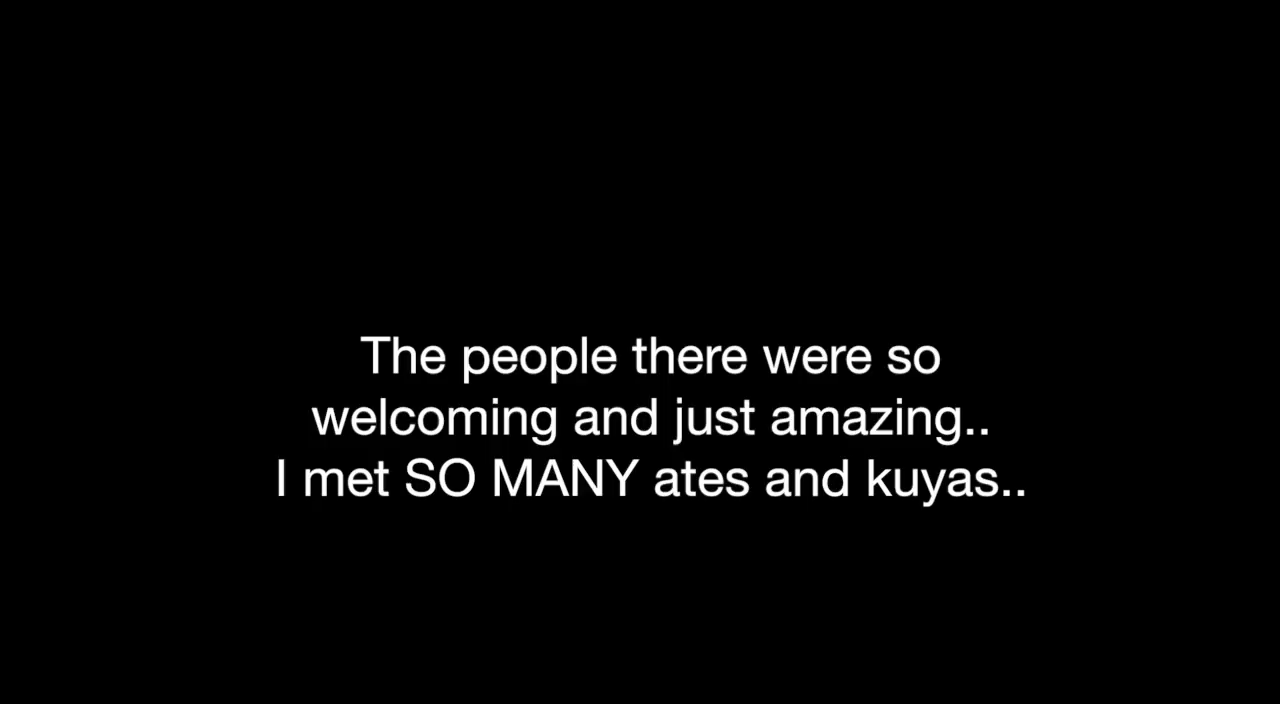 The people there were so
welcoming and just amazing..
I met SO MANY ates and kuyas..